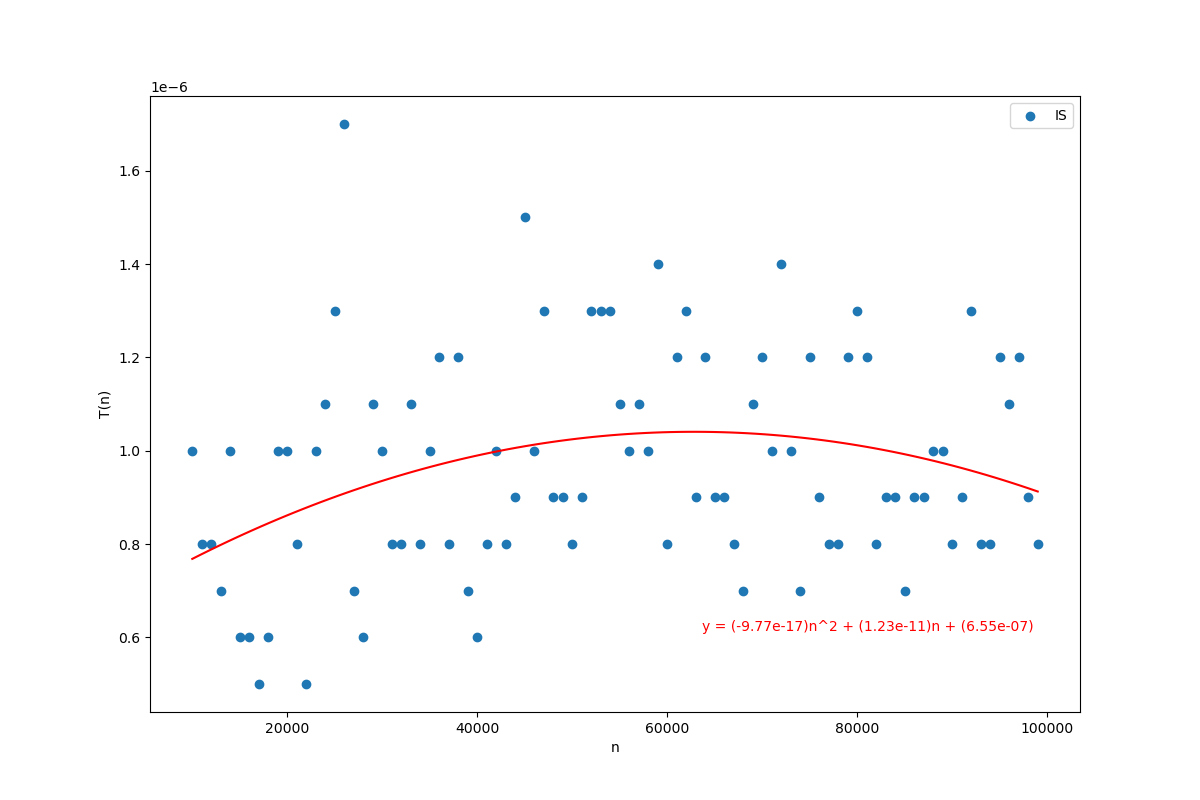 1e−6
IS
1.6
1.4
1.2
1.0
0.8
0.6
T(n)
y = (-9.77e-17)n^2 + (1.23e-11)n + (6.55e-07)
20000 40000 60000 80000 100000
n